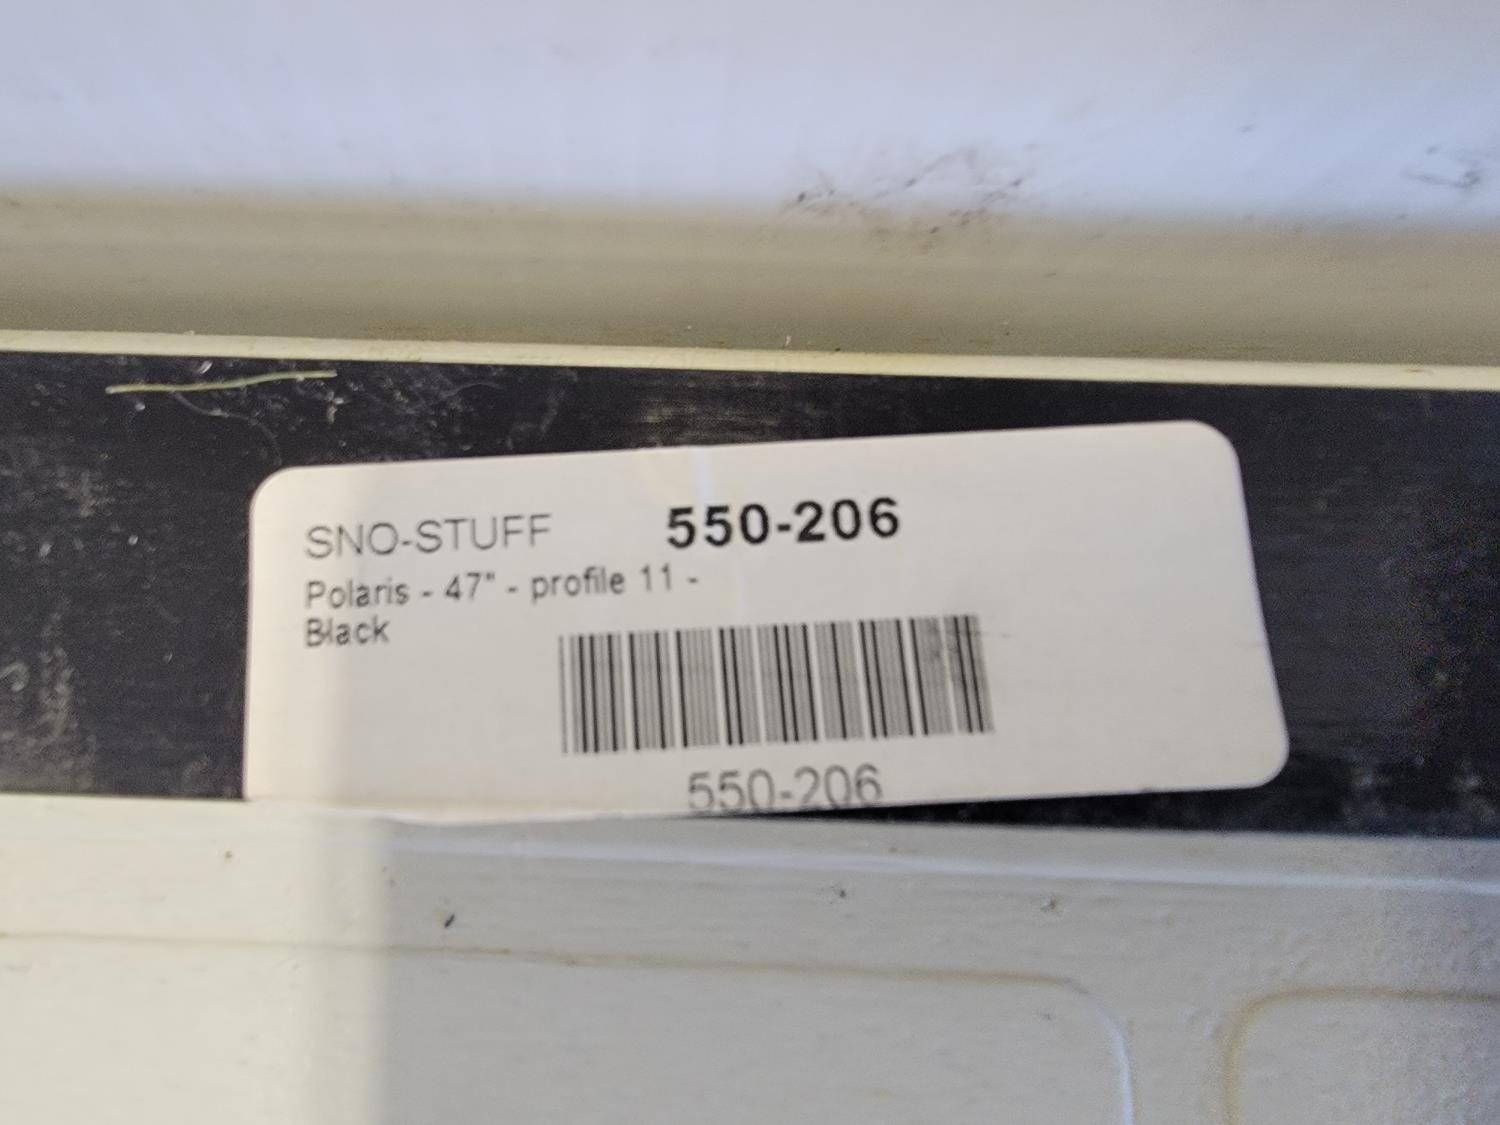 SNO-STUFF 550-206
Polaris - 47" - profile 11 -
Black
550-206